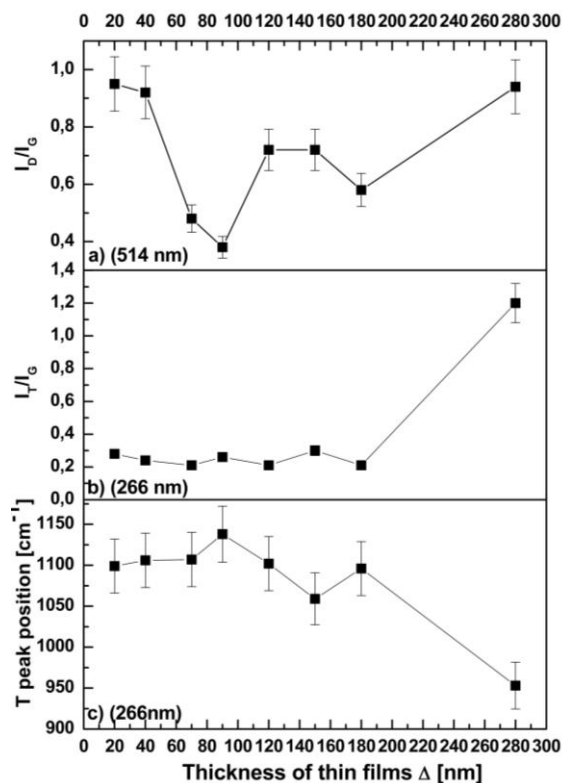 0 20 40 60 80 100 120 140 160 180 200 220 240 260 280 300
1,0
0,8
0,6
0,4
I_D/I_G
a) (514 nm)
1,4
1,2
1,0
0,8
0,6
0,4
0,2
0,0
I_T/I_G
b) (266 nm)
1150
1100
1050
1000
950
900
T peak position [cm⁻¹]
c) (266nm)
0 20 40 60 80 100 120 140 160 180 200 220 240 260 280 300
Thickness of thin films Δ [nm]